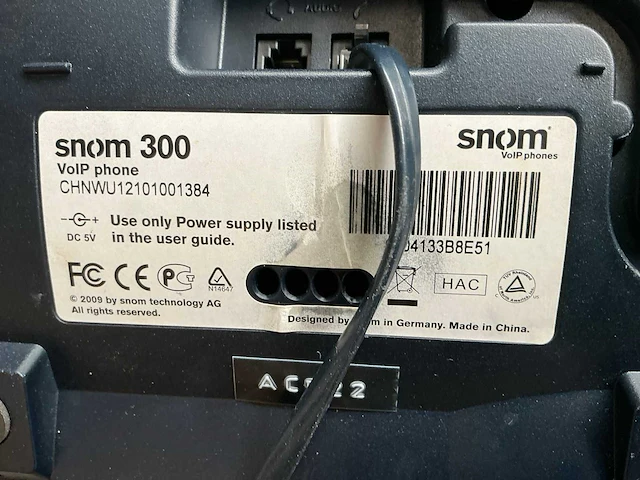 AUDIO
snom 300
snom
VoIP phone
VoIP phones
CHNWU12101001384
04133B8E51
Use only Power supply listed
in the user guide.
DC 5V
FC CE
N14647
HAC
© 2009 by snom technology AG
All rights reserved.
Designed by in Germany. Made in China.